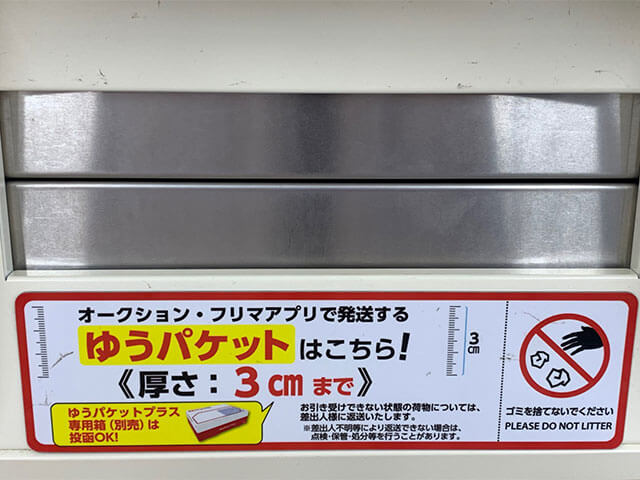 オークション・フリマアプリで発送する
ゆうパケットはこちら!
《厚さ:3cmまで》
3
cm
ゆうパケットプラス
専用箱(別売)は
投函OK!
お引き受けできない状態の荷物については、
差出人様に返送いたします。
※差出人不明等により返送できない場合は、
点検・保管・処分等を行うことがあります。
ゴミを捨てないでください
PLEASE DO NOT LITTER